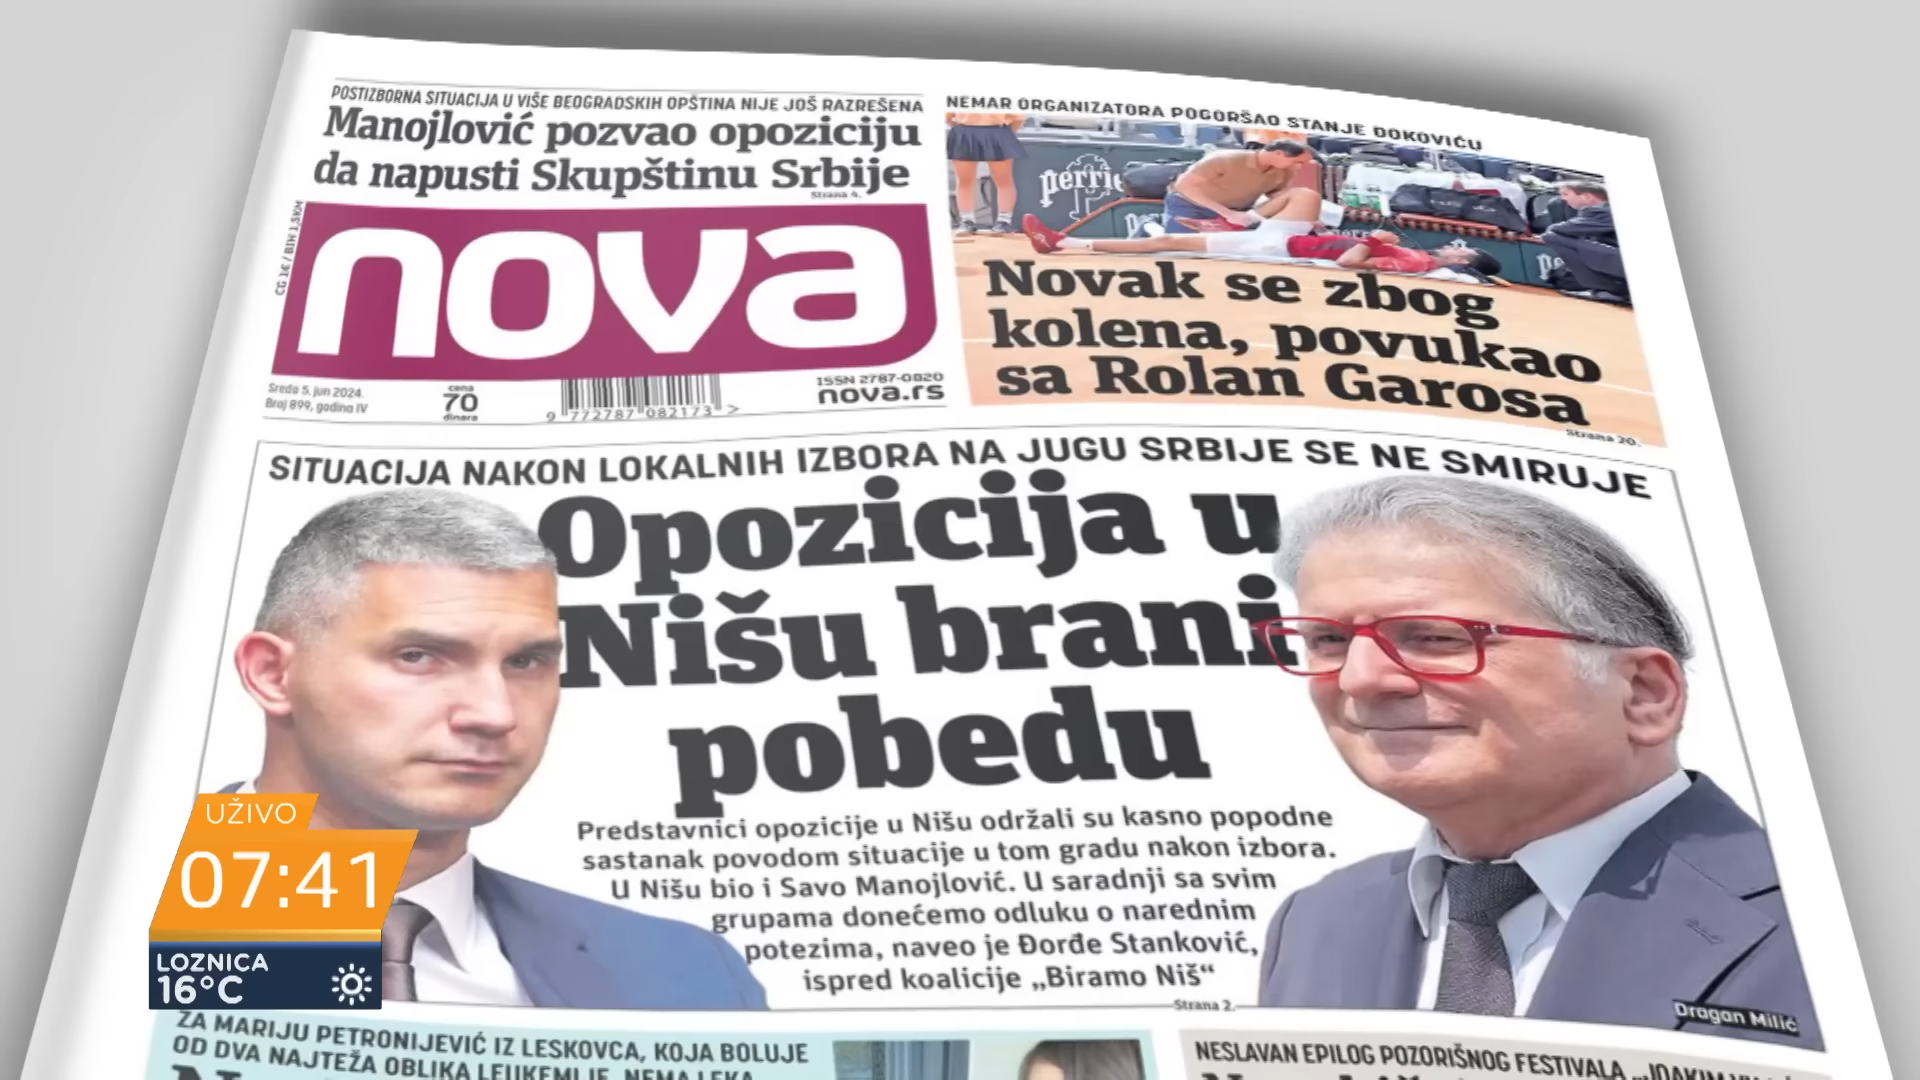 POSTIZBORNA SITUACIJA U VIŠE BEOGRADSKIH OPŠTINA NIJE JOŠ RAZREŠENA
Manojlović pozvao opoziciju
da napusti Skupštinu Srbije
Strana 4.
NEMAR ORGANIZATORA POGORŠAO STANJE ĐOKOVIĆU
perrie
Novak se zbog
kolena, povukao
sa Rolan Garosa
Strana 20.
CG 1€ / BIH 1,5KM
nova
Sreda 5. jun 2024.
Broj 899, godina IV
cena
70
dinara
9 772787 082173 >
ISSN 2787-0820
nova.rs
SITUACIJA NAKON LOKALNIH IZBORA NA JUGU SRBIJE SE NE SMIRUJE
Opozicija u
Nišu brani
pobedu
Predstavnici opozicije u Nišu održali su kasno popodne
sastanak povodom situacije u tom gradu nakon izbora.
U Nišu bio i Savo Manojlović. U saradnji sa svim
grupama donećemo odluku o narednim
potezima, naveo je Đorđe Stanković,
ispred koalicije „Biramo Niš“
Strana 2.
Dragan Milić
UŽIVO
07:41
LOZNICA
16°C
ZA MARIJU PETRONIJEVIĆ IZ LESKOVCA, KOJA BOLUJE
OD DVA NAJTEŽA OBLIKA LEUKEMIJE, NEMA LEKA
NESLAVAN EPILOG POZORIŠNOG FESTIVALA „JOAKIM